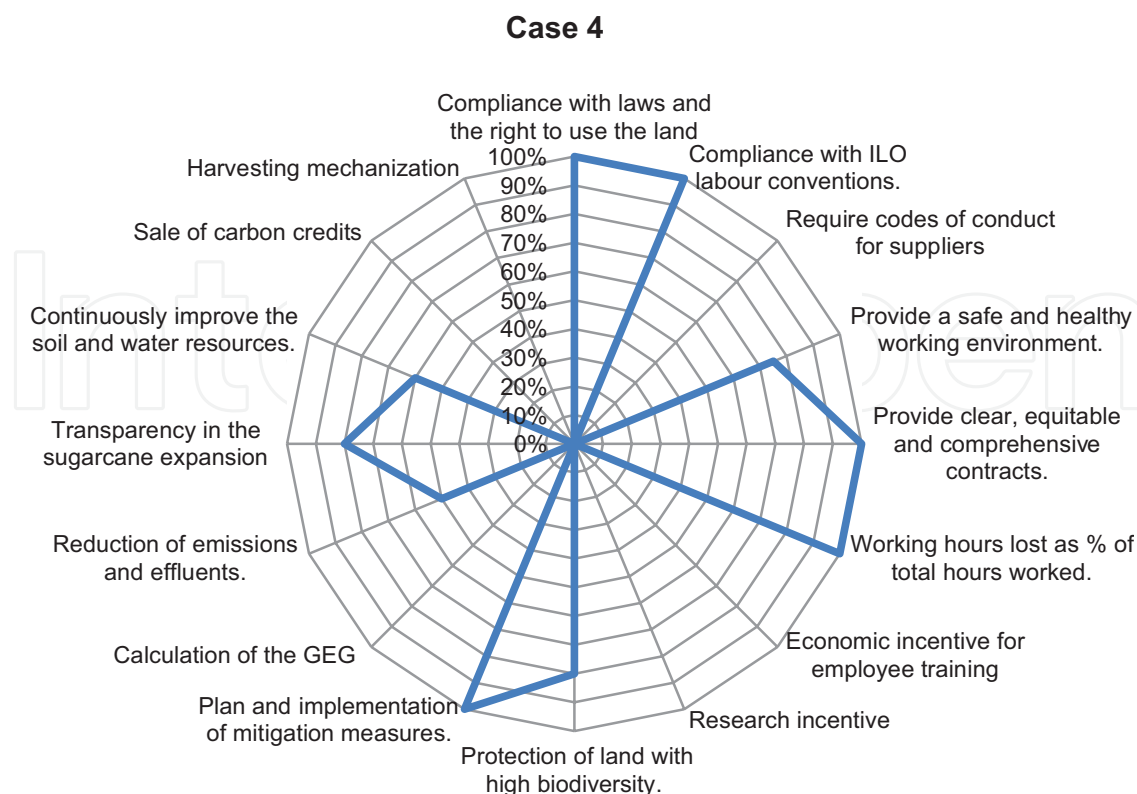 Case 4
Compliance with laws and
the right to use the land
Compliance with ILO
labour conventions.
Require codes of conduct
for suppliers
Provide a safe and healthy
working environment.
Provide clear, equitable
and comprehensive
contracts.
Working hours lost as % of
total hours worked.
Economic incentive for
employee training
Research incentive
Protection of land with
high biodiversity.
Plan and implementation
of mitigation measures.
Calculation of the GEG
Reduction of emissions
and effluents.
Transparency in the
sugarcane expansion
Continuously improve the
soil and water resources.
Sale of carbon credits
Harvesting mechanization
100%
90%
80%
70%
60%
50%
40%
30%
20%
10%
0%